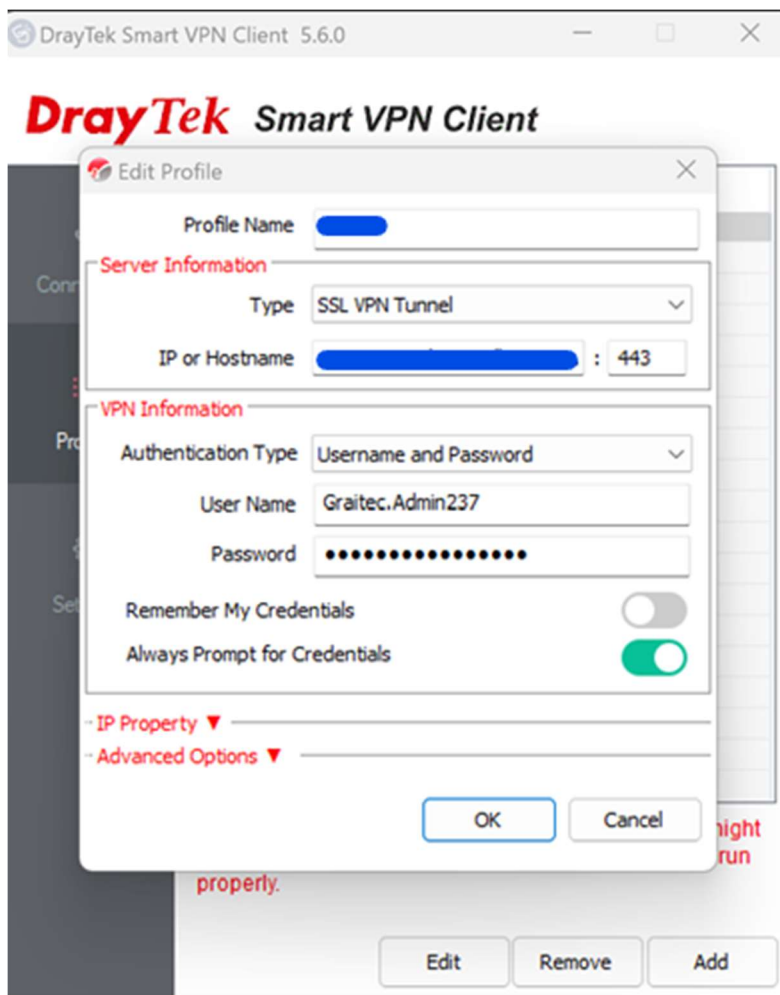 DrayTek Smart VPN Client 5.6.0
DrayTek Smart VPN Client
Edit Profile
Profile Name
Server Information
Type SSL VPN Tunnel
IP or Hostname : 443
VPN Information
Authentication Type Username and Password
User Name Graitec.Admin237
Password ••••••••••••••••
Remember My Credentials
Always Prompt for Credentials
IP Property ▼
Advanced Options ▼
OK Cancel
run
properly.
Edit Remove Add